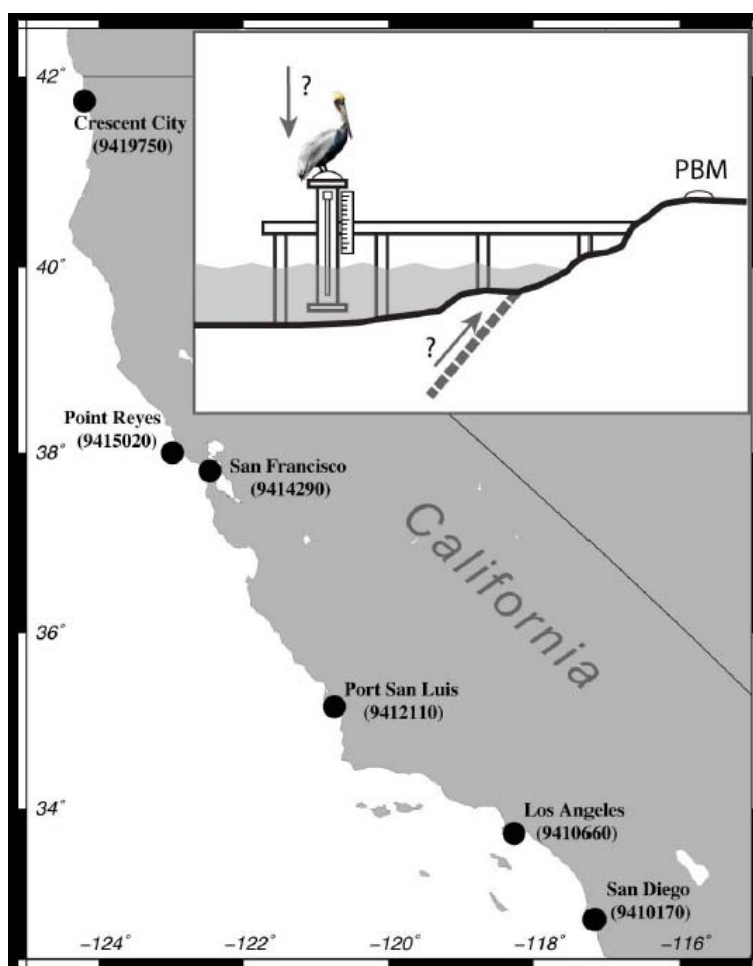 42°
40°
38°
36°
34°
−124°
−122°
−120°
−118°
−116°
?
PBM
?
Crescent City
(9419750)
Point Reyes
(9415020)
San Francisco
(9414290)
California
Port San Luis
(9412110)
Los Angeles
(9410660)
San Diego
(9410170)